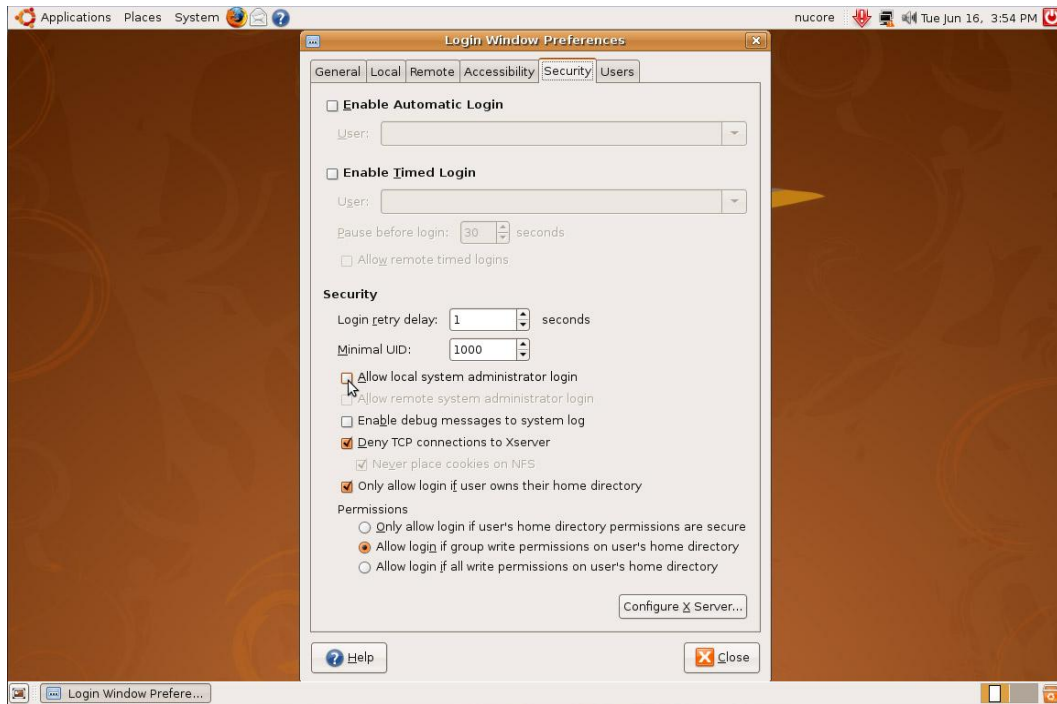 Applications Places System nucore Tue Jun 16, 3:54 PM
Login Window Preferences
General Local Remote Accessibility Security Users
Enable Automatic Login
User:
Enable Timed Login
User:
Pause before login: 30 seconds
Allow remote timed logins
Security
Login retry delay: 1 seconds
Minimal UID: 1000
Allow local system administrator login
Allow remote system administrator login
Enable debug messages to system log
Deny TCP connections to Xserver
Never place cookies on NFS
Only allow login if user owns their home directory
Permissions
Only allow login if user's home directory permissions are secure
Allow login if group write permissions on user's home directory
Allow login if all write permissions on user's home directory
Configure X Server...
Help Close
Login Window Prefere...